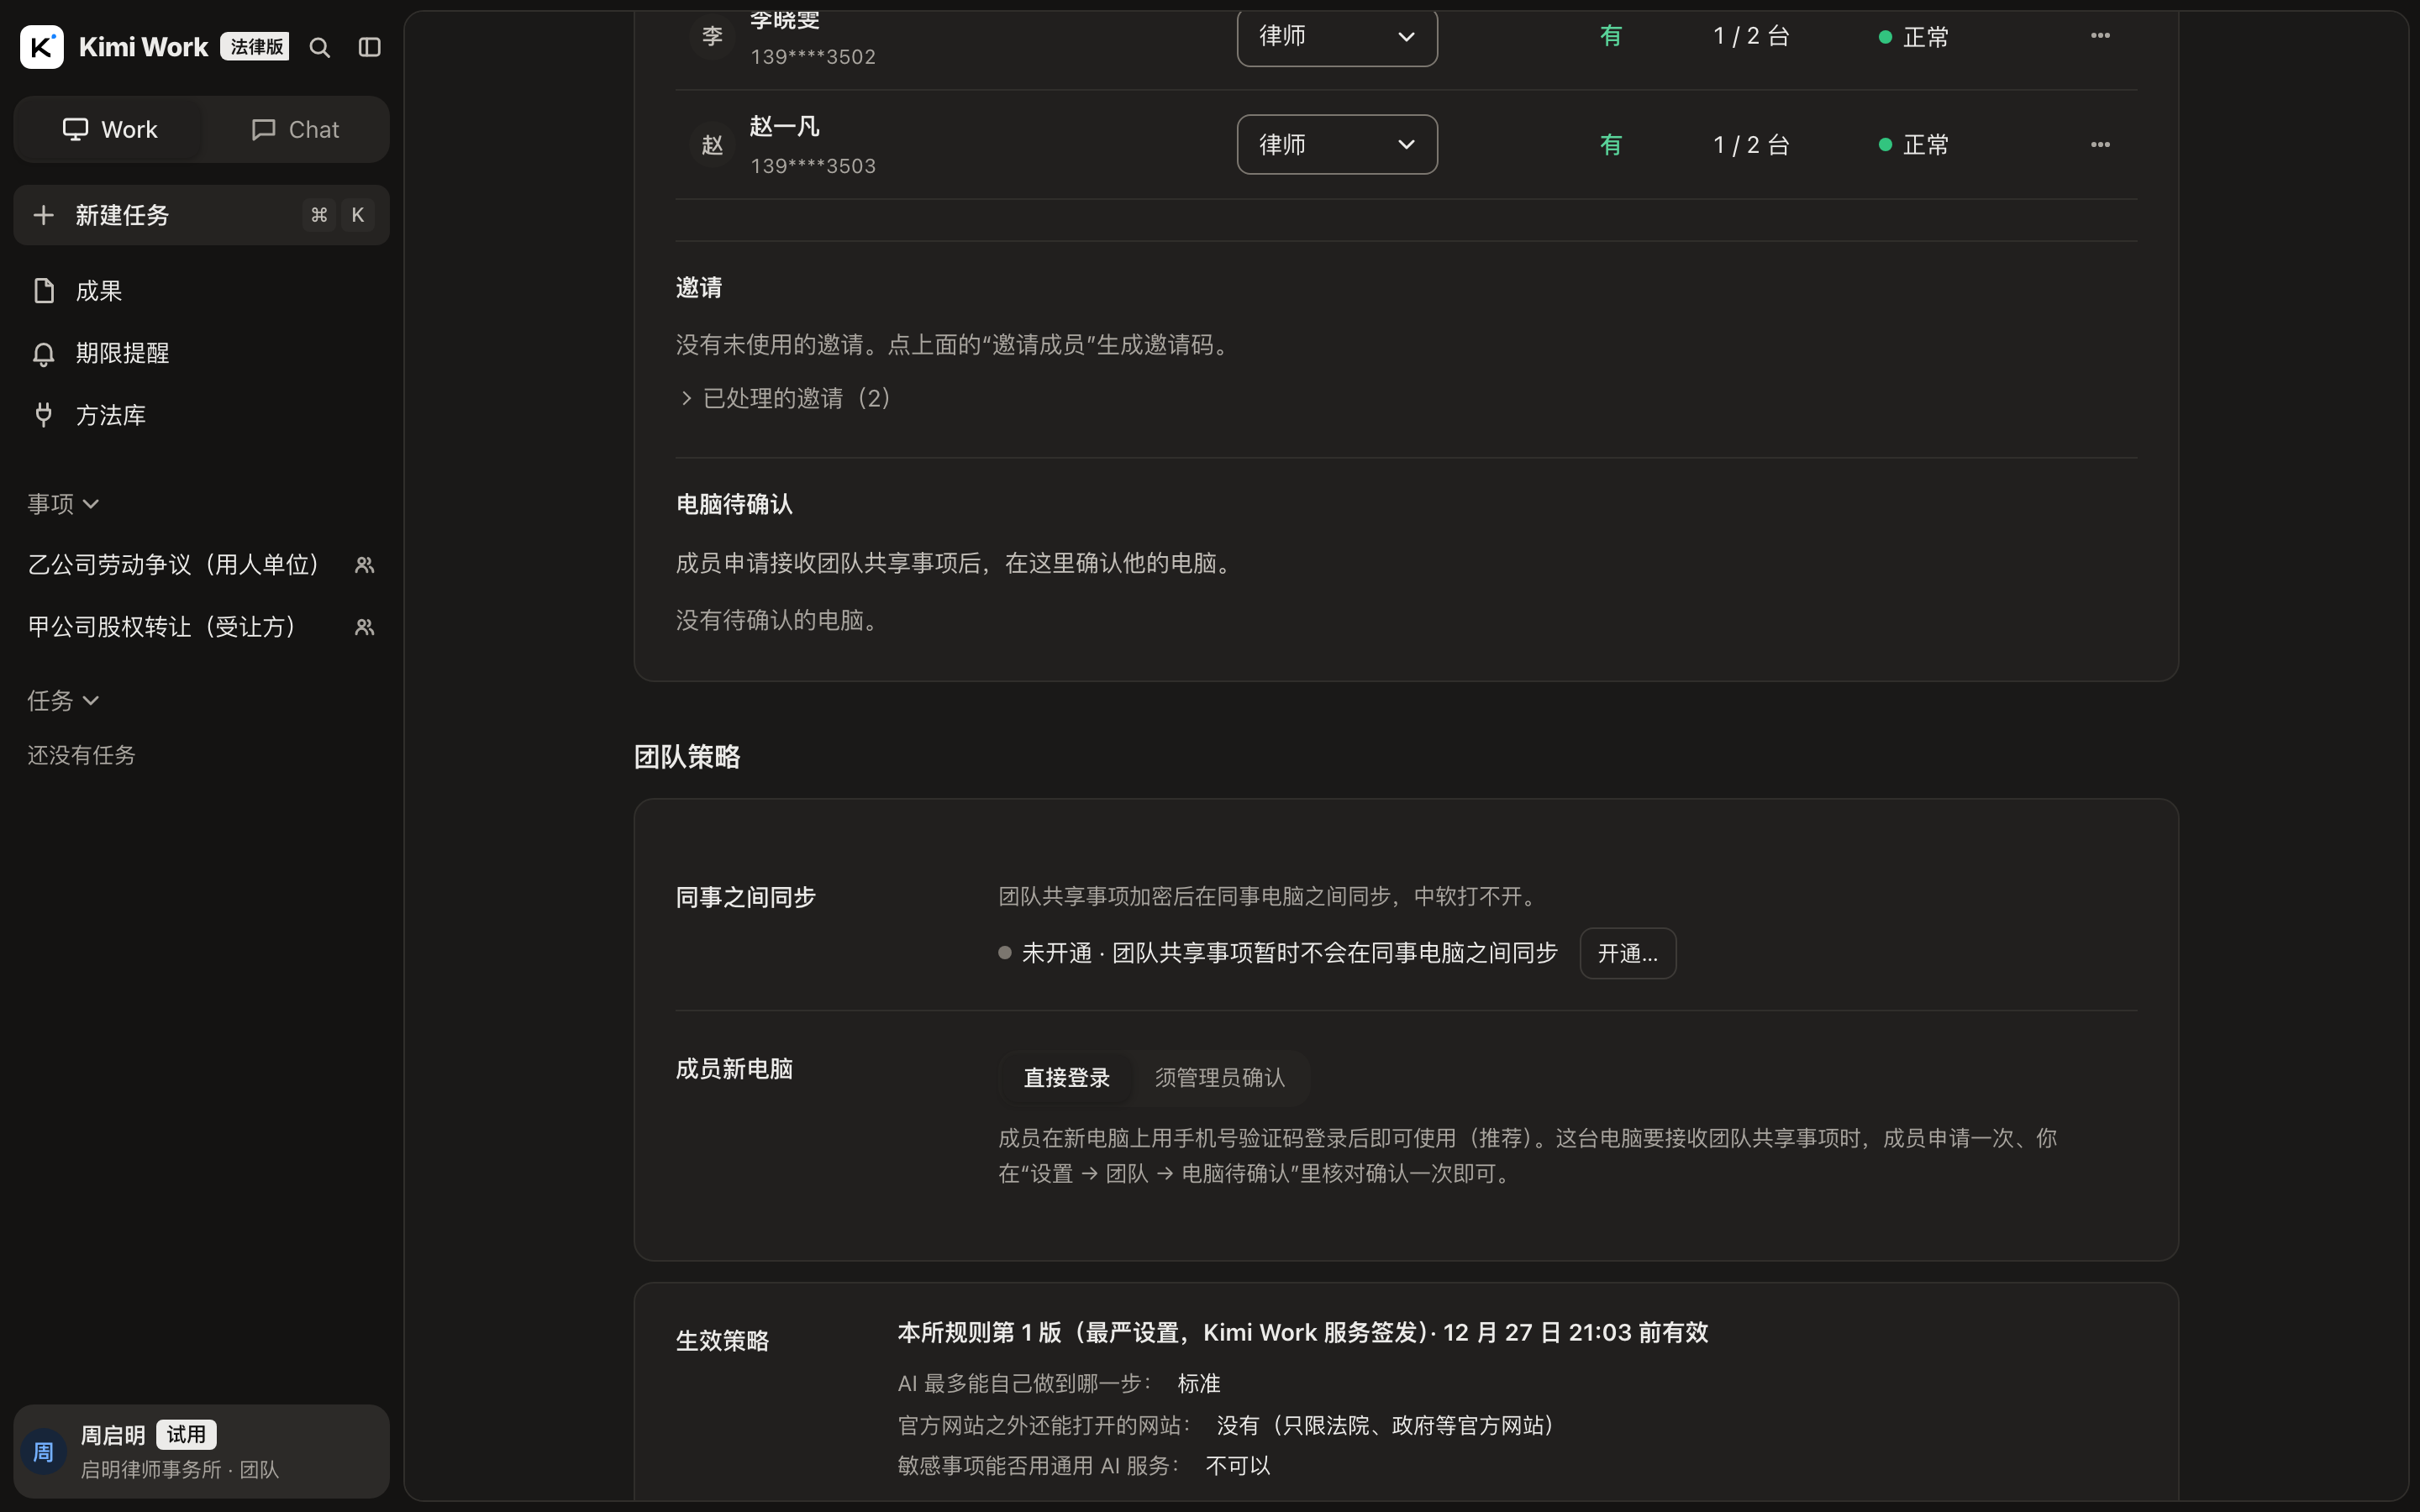 Kimi Work 法律版
Work Chat
新建任务 ⌘ K
成果
期限提醒
方法库
事项
乙公司劳动争议（用人单位）
甲公司股权转让（受让方）
任务
还没有任务
周 周启明 试用
启明律师事务所 · 团队
李 李晓雯 律师 有 1 / 2 台 正常
139****3502
赵 赵一凡 律师 有 1 / 2 台 正常
139****3503
邀请
没有未使用的邀请。点上面的“邀请成员”生成邀请码。
已处理的邀请（2）
电脑待确认
成员申请接收团队共享事项后，在这里确认他的电脑。
没有待确认的电脑。
团队策略
同事之间同步 团队共享事项加密后在同事电脑之间同步，中软打不开。
未开通 · 团队共享事项暂时不会在同事电脑之间同步 开通...
成员新电脑 直接登录 须管理员确认
成员在新电脑上用手机号验证码登录后即可使用（推荐）。这台电脑要接收团队共享事项时，成员申请一次、你
在“设置 → 团队 → 电脑待确认”里核对确认一次即可。
生效策略 本所规则第 1 版（最严设置，Kimi Work 服务签发）· 12 月 27 日 21:03 前有效
AI 最多能自己做到哪一步： 标准
官方网站之外还能打开的网站： 没有（只限法院、政府等官方网站）
敏感事项能否用通用 AI 服务： 不可以